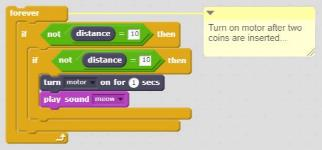 forever
if not distance = 10 then
if not distance = 10 then
turn motor on for 1 secs
play sound meow
Turn on motor after two
coins are inserted...